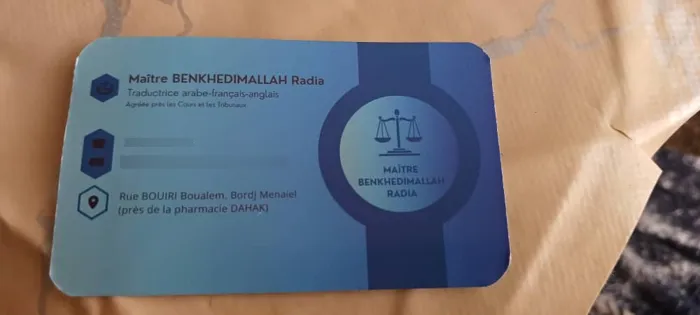 Maître BENKHEDIMALLAH Radia
Traductrice arabe-français-anglais
Agréée près les Cours et les Tribunaux
Rue BOUIRI Boualem, Bordj Menaiel
(près de la pharmacie DAHAK)
MAÎTRE
BENKHEDIMALLAH
RADIA